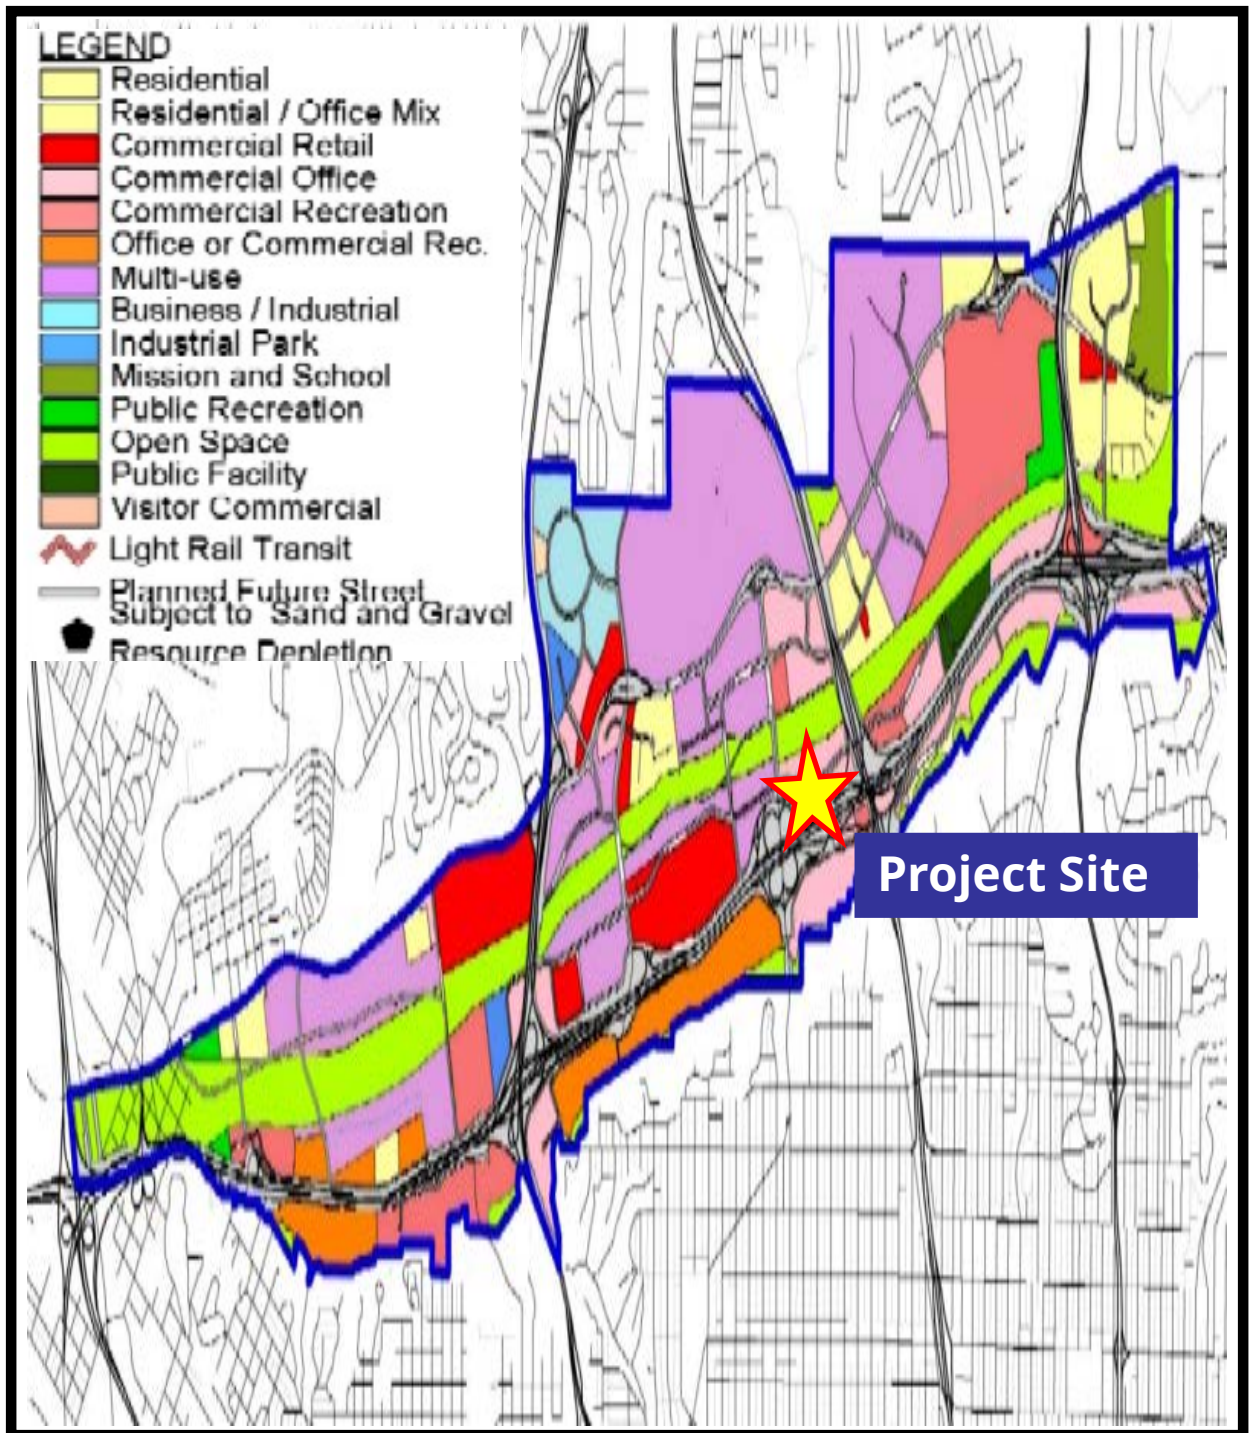 LEGEND
Residential
Residential / Office Mix
Commercial Retail
Commercial Office
Commercial Recreation
Office or Commercial Rec.
Multi-use
Business / Industrial
Industrial Park
Mission and School
Public Recreation
Open Space
Public Facility
Visitor Commercial
Light Rail Transit
Planned Future Street
Subject to Sand and Gravel
Resource Depletion
Project Site